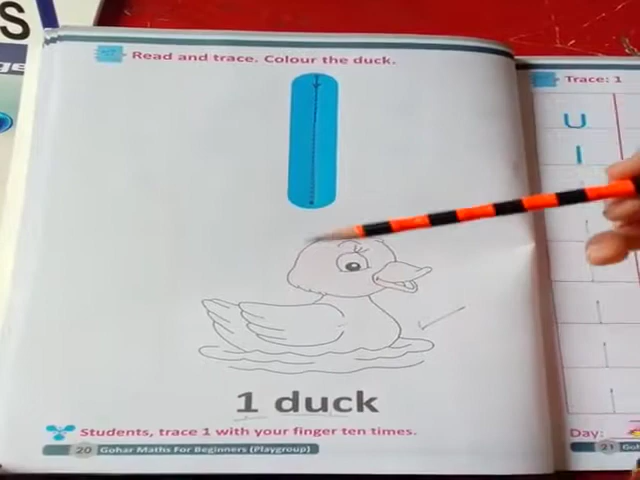 Read and trace. Colour the duck.
1 duck
Students, trace 1 with your finger ten times.
20 Gohar Maths For Beginners (Playgroup)
Trace: 1
Day:
21